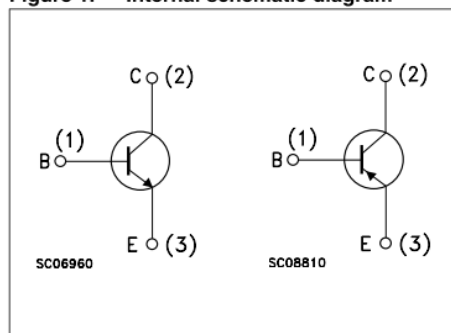 Figure 1. Internal schematic diagram
C (2)
(1)
B
E (3)
SC06960
C (2)
(1)
B
E (3)
SC08810